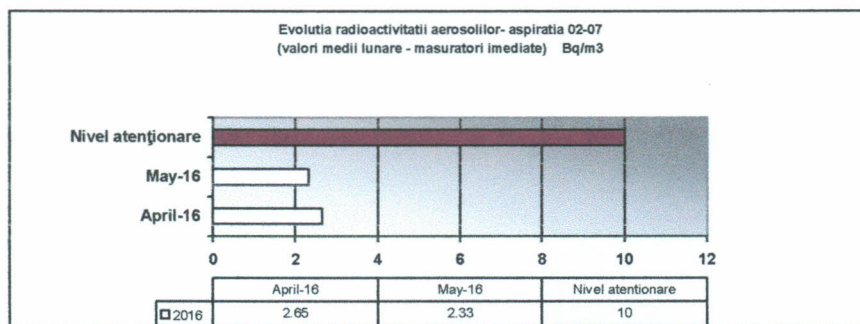 Evolutia radioactivitatii aerosolilor- aspiratia 02-07
(valori medii lunare - masuratori imediate) Bq/m3
Nivel atenţionare
May-16
April-16
0 2 4 6 8 10 12
April-16 May-16 Nivel atentionare
2016 2.65 2.33 10